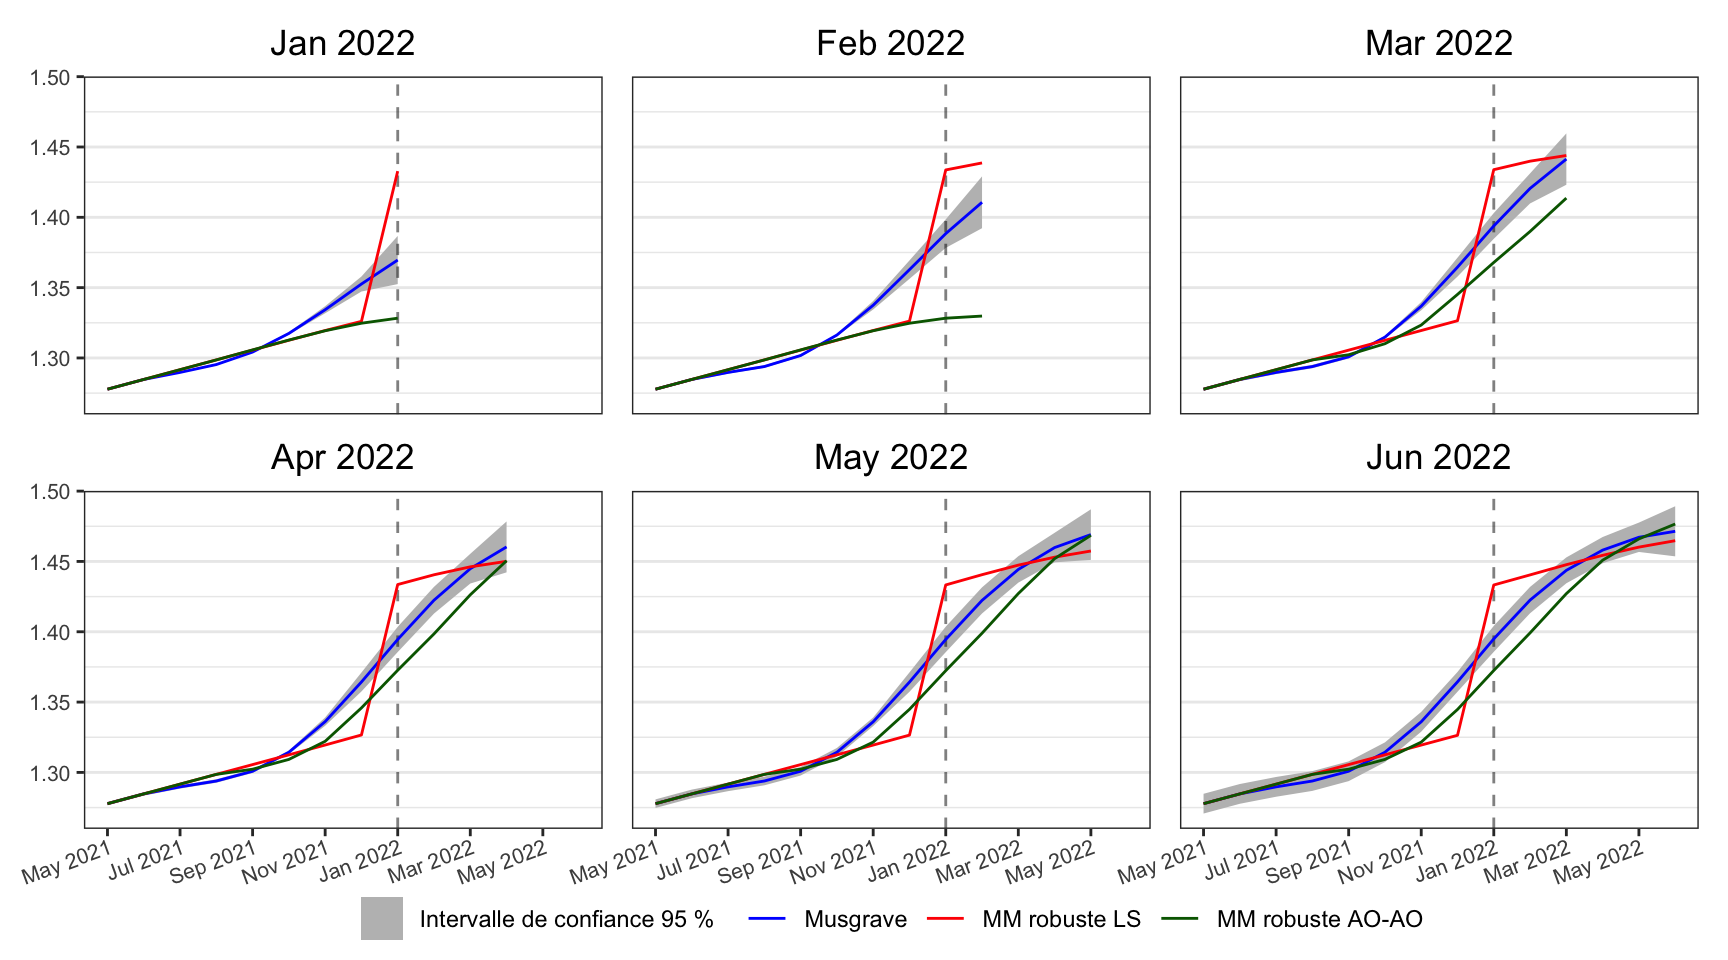 Jan 2022
Feb 2022
Mar 2022
1.50
1.45
1.40
1.35
1.30
Apr 2022
May 2022
Jun 2022
1.50
1.45
1.40
1.35
1.30
May 2021 Jul 2021 Sep 2021 Nov 2021 Jan 2022 Mar 2022 May 2022
May 2021 Jul 2021 Sep 2021 Nov 2021 Jan 2022 Mar 2022 May 2022
May 2021 Jul 2021 Sep 2021 Nov 2021 Jan 2022 Mar 2022 May 2022
Intervalle de confiance 95 % Musgrave MM robuste LS MM robuste AO-AO